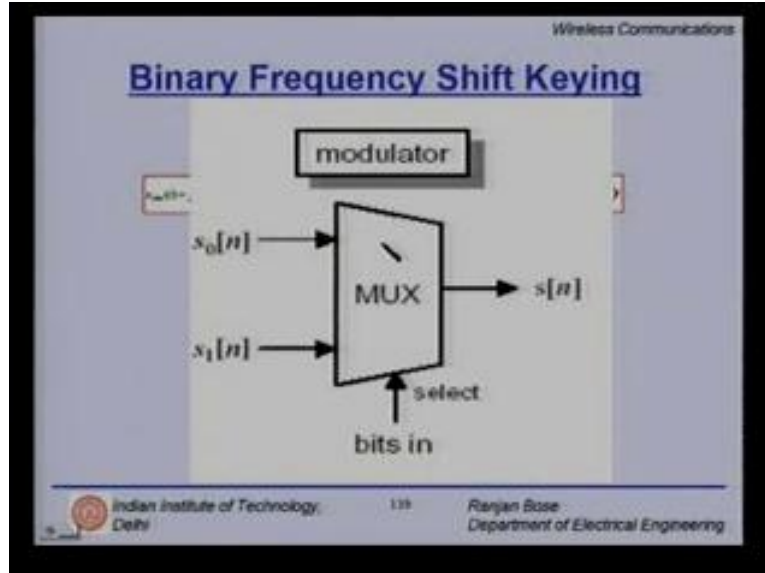 Wireless Communications
Binary Frequency Shift Keying
modulator
s₀[n]
MUX
s[n]
s₁[n]
select
bits in
Indian Institute of Technology,
Delhi
Ranjan Bose
Department of Electrical Engineering